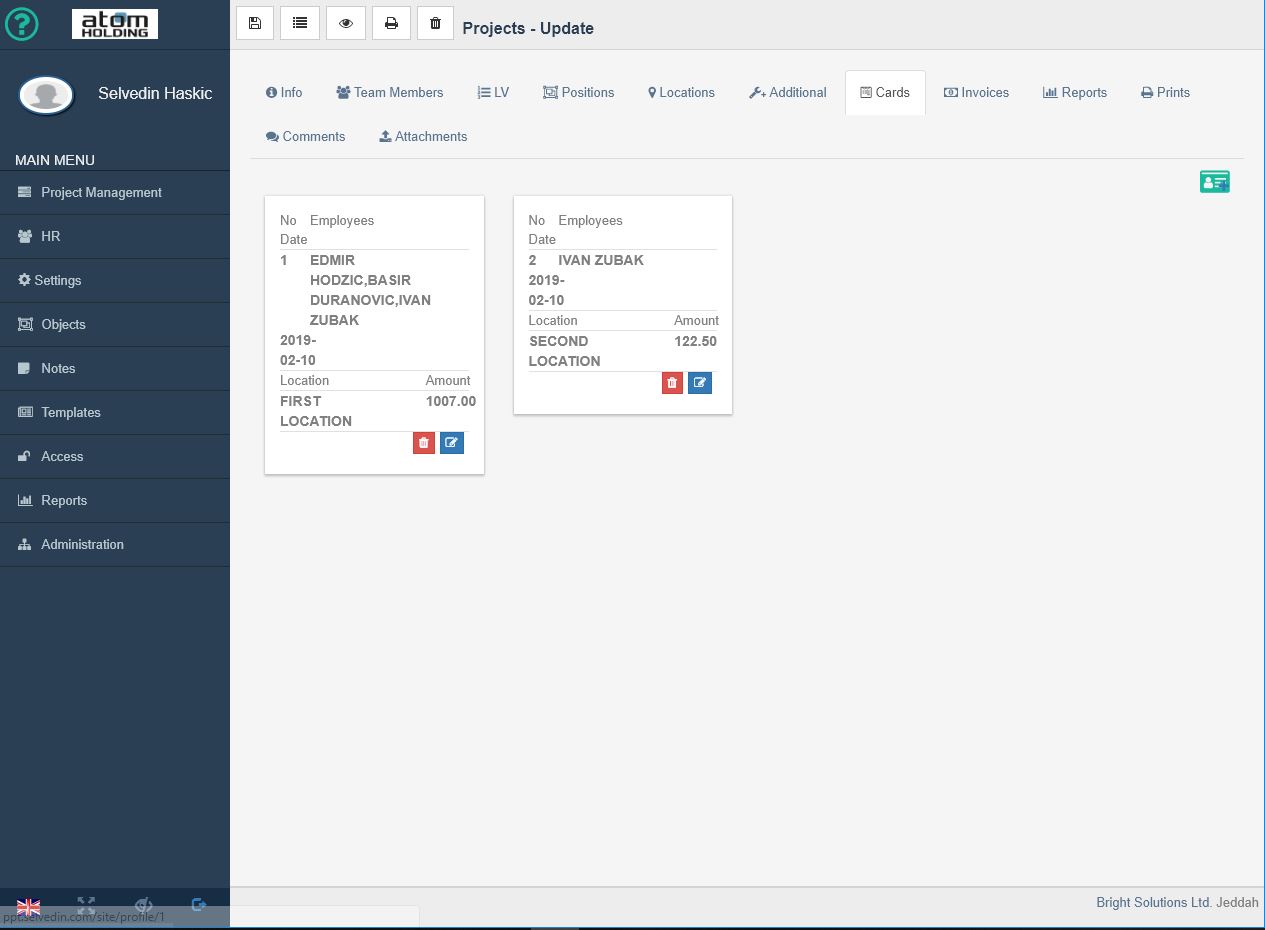 ?
atom
HOLDING
Projects - Update
Selvedin Haskic
MAIN MENU
Project Management
HR
Settings
Objects
Notes
Templates
Access
Reports
Administration
ppt.selvedin.com/site/profile/1
Info
Team Members
LV
Positions
Locations
Additional
Cards
Invoices
Reports
Prints
Comments
Attachments
No Employees
Date
1 EDMIR
HODZIC,BASIR
DURANOVIC,IVAN
ZUBAK
2019-
02-10
Location Amount
FIRST 1007.00
LOCATION
No Employees
Date
2 IVAN ZUBAK
2019-
02-10
Location Amount
SECOND 122.50
LOCATION
Bright Solutions Ltd. Jeddah